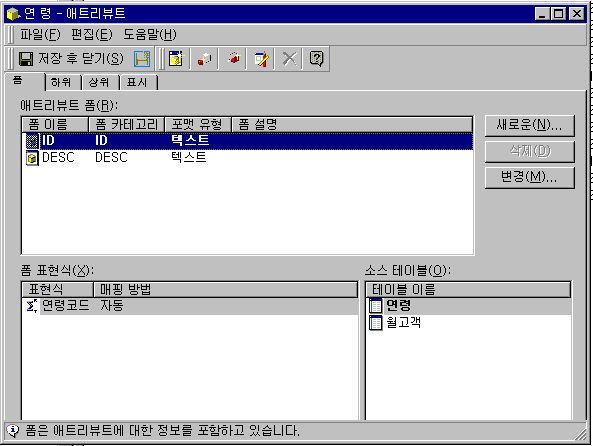 연 령 - 애트리뷰트
파일(F) 편집(E) 도움말(H)
저장 후 닫기(S)
폼 하위 상위 표시
애트리뷰트 폼(R):
폼 이름 폼 카테고리 포맷 유형 폼 설명
ID ID 텍스트
DESC DESC 텍스트
새로운(N)...
삭제(D)
변경(M)...
폼 표현식(X):
표현식 매핑 방법
연령코드 자동
소스 테이블(O):
테이블 이름
연령
월고객
폼은 애트리뷰트에 대한 정보를 포함하고 있습니다.